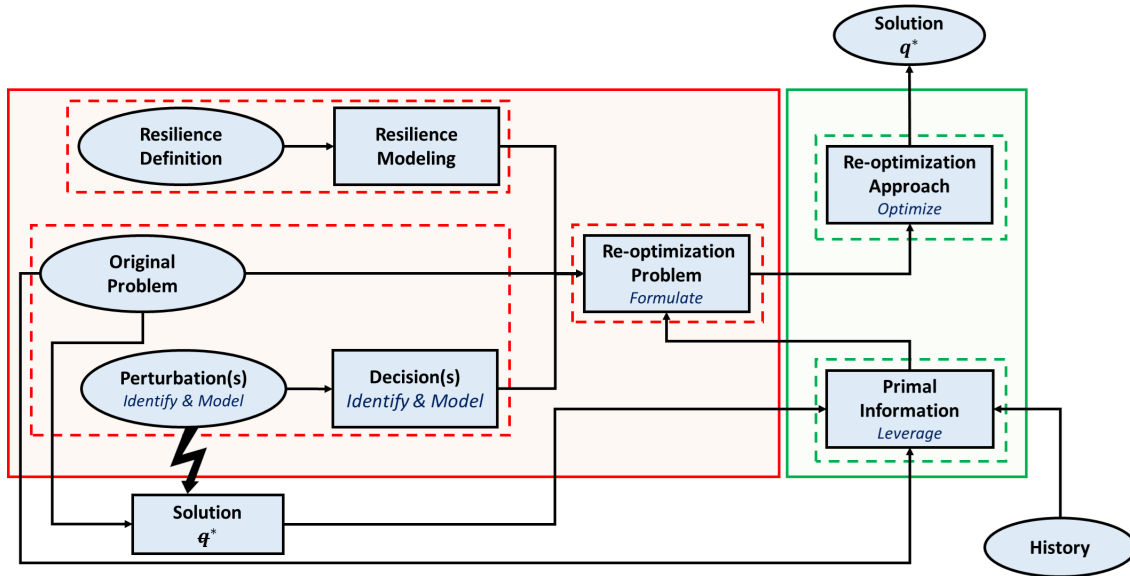 Solution
q*
Resilience
Definition
Resilience
Modeling
Re-optimization
Approach
Optimize
Original
Problem
Re-optimization
Problem
Formulate
Perturbation(s)
Identify & Model
Decision(s)
Identify & Model
Primal
Information
Leverage
Solution
q*
History